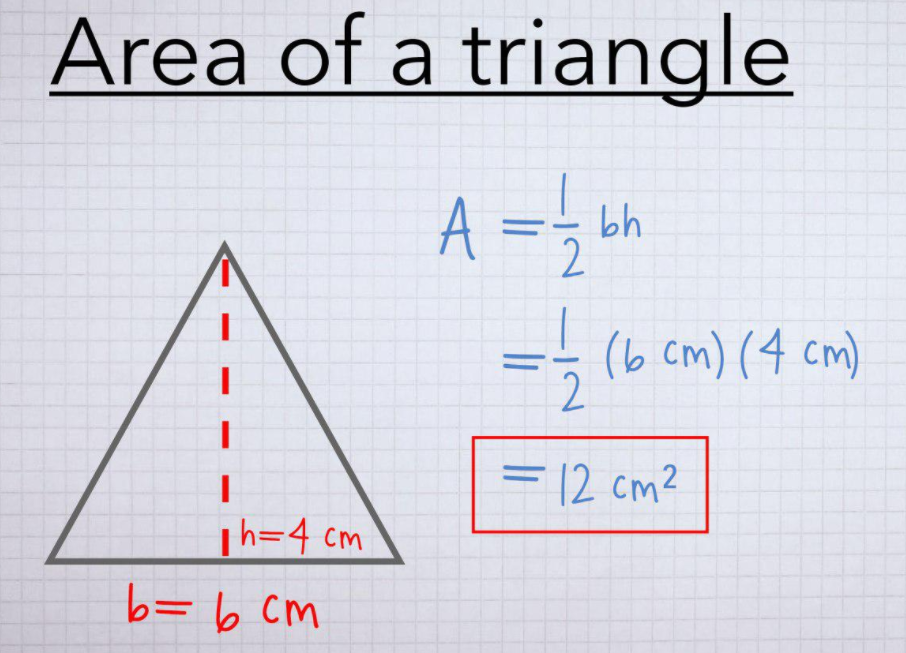 Area of a triangle
A = 1/2 bh
= 1/2 (6 cm)(4 cm)
= 12 cm²
h=4 cm
b= 6 cm